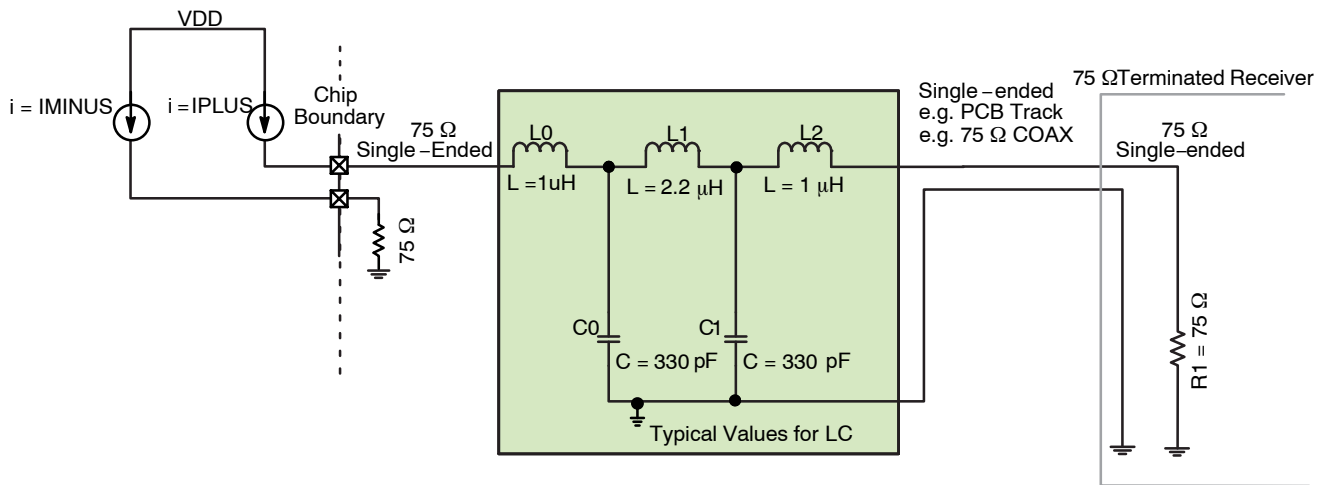 VDD
i = IMINUS
i = IPLUS
Chip
Boundary
75 Ω
Single-Ended
75 Ω
L0
L =1uH
L1
L = 2.2 μH
L2
L = 1 μH
C0
C = 330 pF
C1
C = 330 pF
Typical Values for LC
Single-ended
e.g. PCB Track
e.g. 75 Ω COAX
75 ΩTerminated Receiver
75 Ω
Single-ended
R1 = 75 Ω